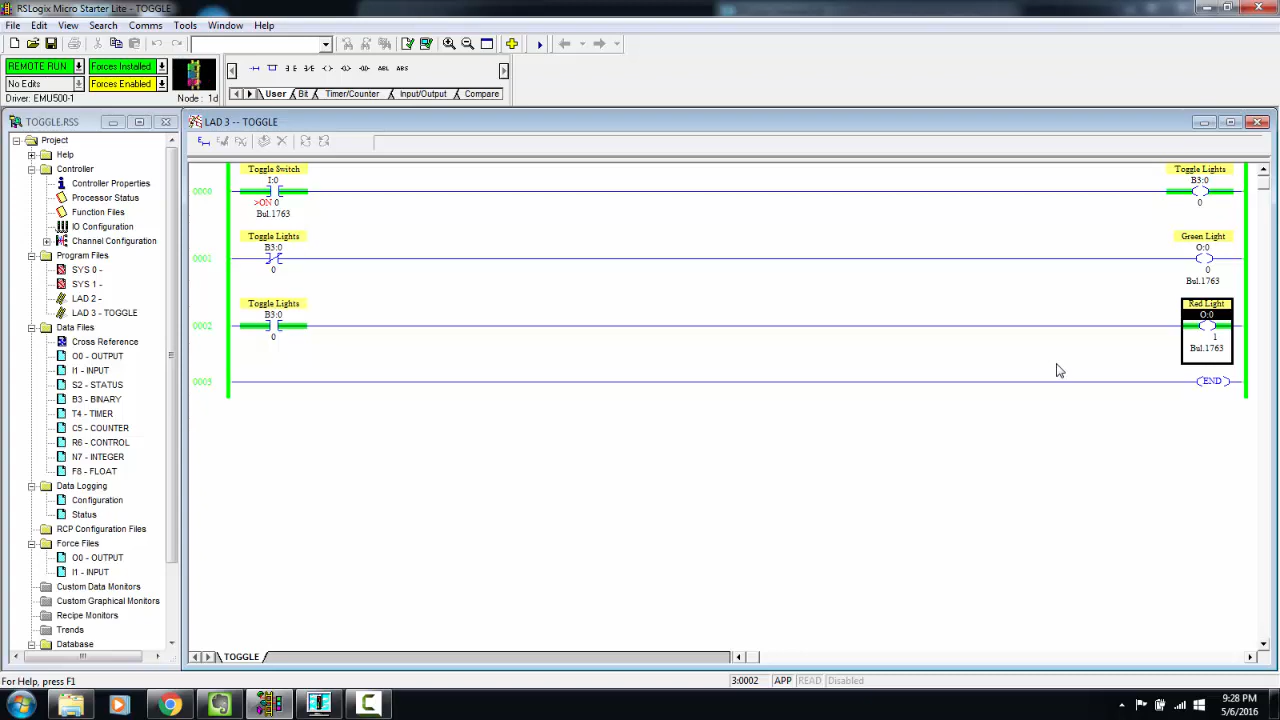 RSLogix Micro Starter Lite - TOGGLE
File Edit View Search Comms Tools Window Help
REMOTE RUN Forces Installed
No Edits Forces Enabled
Driver: EMU500-1 Node : 1d
User Bit Timer/Counter Input/Output Compare
TOGGLE.RSS
Project
Help
Controller
Controller Properties
Processor Status
Function Files
IO Configuration
Channel Configuration
Program Files
SYS 0 -
SYS 1 -
LAD 2 -
LAD 3 - TOGGLE
Data Files
Cross Reference
O0 - OUTPUT
I1 - INPUT
S2 - STATUS
B3 - BINARY
T4 - TIMER
C5 - COUNTER
R6 - CONTROL
N7 - INTEGER
F8 - FLOAT
Data Logging
Configuration
Status
RCP Configuration Files
Force Files
O0 - OUTPUT
I1 - INPUT
Custom Data Monitors
Custom Graphical Monitors
Recipe Monitors
Trends
Database
LAD 3 -- TOGGLE
Toggle Switch Toggle Lights
I:0 B3:0
0000
>ON 0 0
Bul.1763
Toggle Lights Green Light
B3:0 O:0
0001
0 0
Bul.1763
Toggle Lights Red Light
B3:0 O:0
0002
0 1
Bul.1763
0003 END
TOGGLE
For Help, press F1 3:0002 APP READ Disabled
9:28 PM
5/6/2016